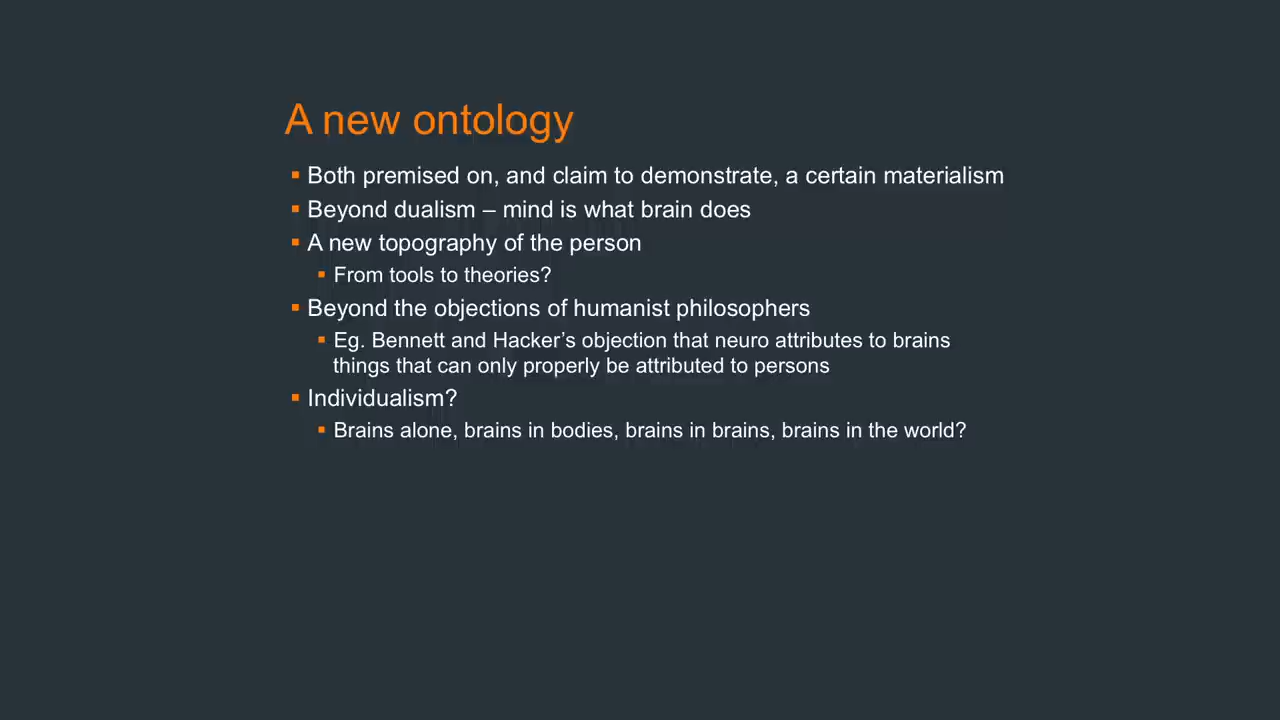 A new ontology
▪ Both premised on, and claim to demonstrate, a certain materialism
▪ Beyond dualism – mind is what brain does
▪ A new topography of the person
▪ From tools to theories?
▪ Beyond the objections of humanist philosophers
▪ Eg. Bennett and Hacker’s objection that neuro attributes to brains
things that can only properly be attributed to persons
▪ Individualism?
▪ Brains alone, brains in bodies, brains in brains, brains in the world?